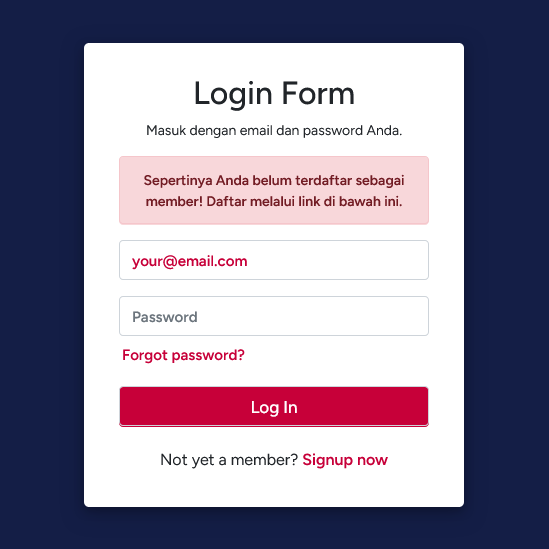 Login Form
Masuk dengan email dan password Anda.
Sepertinya Anda belum terdaftar sebagai
member! Daftar melalui link di bawah ini.
your@email.com
Password
Forgot password?
Log In
Not yet a member? Signup now